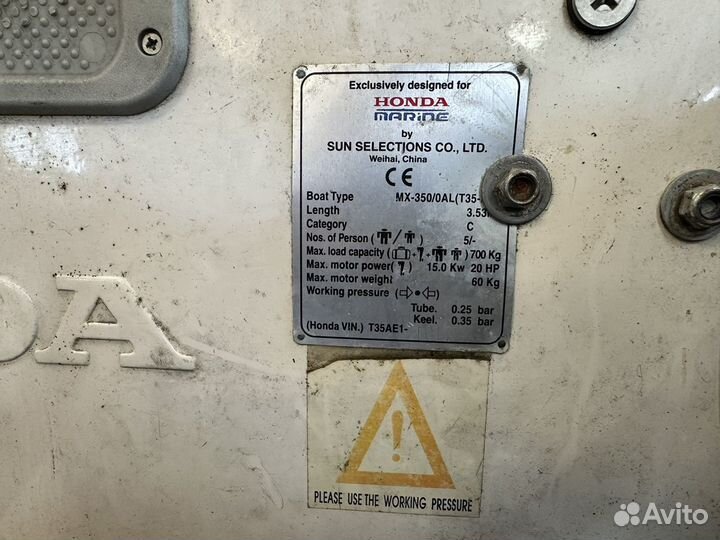 Exclusively designed for
HONDA
MARINE
by
SUN SELECTIONS CO., LTD.
Weihai, China
CE
Boat Type MX-350/0AL(T35-
Length 3.53
Category C
Nos. of Person ( / ) 5/-
Max. load capacity ( + + ) 700 Kg
Max. motor power ( ) 15.0 Kw 20 HP
Max. motor weight 60 Kg
Working pressure ( )
Tube. 0.25 bar
Keel. 0.35 bar
(Honda VIN.) T35AE1-
DA
PLEASE USE THE WORKING PRESSURE
Avito